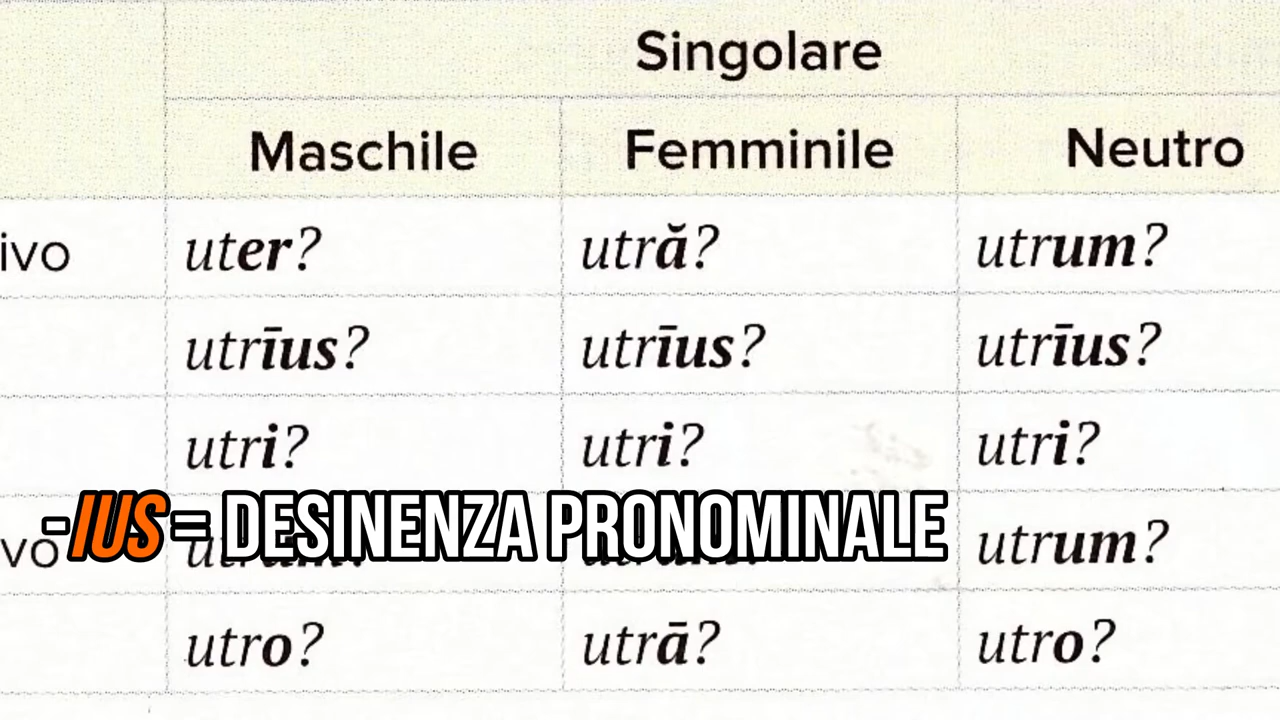 Singolare
Maschile Femminile Neutro
ivo uter? utră? utrum?
utrīus? utrīus? utrīus?
utri? utri? utri?
-IUS = DESINENZA PRONOMINALE
vo utrum?
utro? utrā? utro?